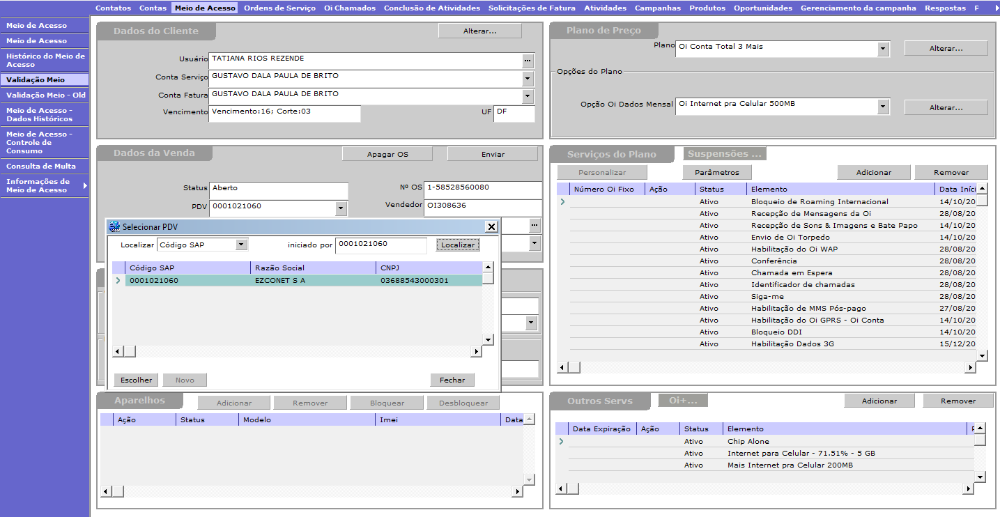 Contatos Contas Meio de Acesso Ordens de Serviço Oi Chamados Conclusão de Atividades Solicitações de Fatura Atividades Campanhas Produtos Oportunidades Gerenciamento da campanha Respostas P
Meio de Acesso
Meio de Acesso
Histórico do Meio de
Acesso
Validação Meio
Validação Meio - Old
Meio de Acesso -
Dados Históricos
Meio de Acesso -
Controle de
Consumo
Consulta de Multa
Informações de
Meio de Acesso
Dados do Cliente
Alterar...
Usuário TATIANA RIOS REZENDE ...
Conta Serviço GUSTAVO DALA PAULA DE BRITO
Conta Fatura GUSTAVO DALA PAULA DE BRITO
Vencimento Vencimento:16; Corte:03 UF DF
Plano de Preço
Plano Oi Conta Total 3 Mais Alterar...
Opções do Plano
Opção Oi Dados Mensal Oi Internet pra Celular 500MB Alterar...
Dados da Venda Apagar OS Enviar
Status Aberto Nº OS 1-58528560080
PDV 0001021060 Vendedor OI308636
...
Selecionar PDV
Localizar Código SAP iniciado por 0001021060 Localizar
Código SAP Razão Social CNPJ
0001021060 EZCONET S A 03688543000301
Escolher Novo Fechar
Serviços do Plano Suspensões ...
Personalizar Parâmetros Adicionar Remover
Número Oi Fixo Ação Status Elemento Data Iníci
Ativo Bloqueio de Roaming Internacional 14/10/20
Ativo Recepção de Mensagens da Oi 28/08/20
Ativo Recepção de Sons & Imagens e Bate Papo 14/10/20
Ativo Envio de Oi Torpedo 14/10/20
Ativo Habilitação do Oi WAP 28/08/20
Ativo Conferência 28/08/20
Ativo Chamada em Espera 28/08/20
Ativo Identificador de chamadas 28/08/20
Ativo Siga-me 28/08/20
Ativo Habilitação de MMS Pós-pago 27/08/20
Ativo Habilitação do Oi GPRS - Oi Conta 14/10/20
Ativo Bloqueio DDI 14/10/20
Ativo Habilitação Dados 3G 15/12/20
Aparelhos Adicionar Remover Bloquear Desbloquear
Ação Status Modelo Imei Data
Outros Servs Oi+... Adicionar Remover
Data Expiração Ação Status Elemento
Ativo Chip Alone
Ativo Internet para Celular - 71.51% - 5 GB
Ativo Mais Internet pra Celular 200MB